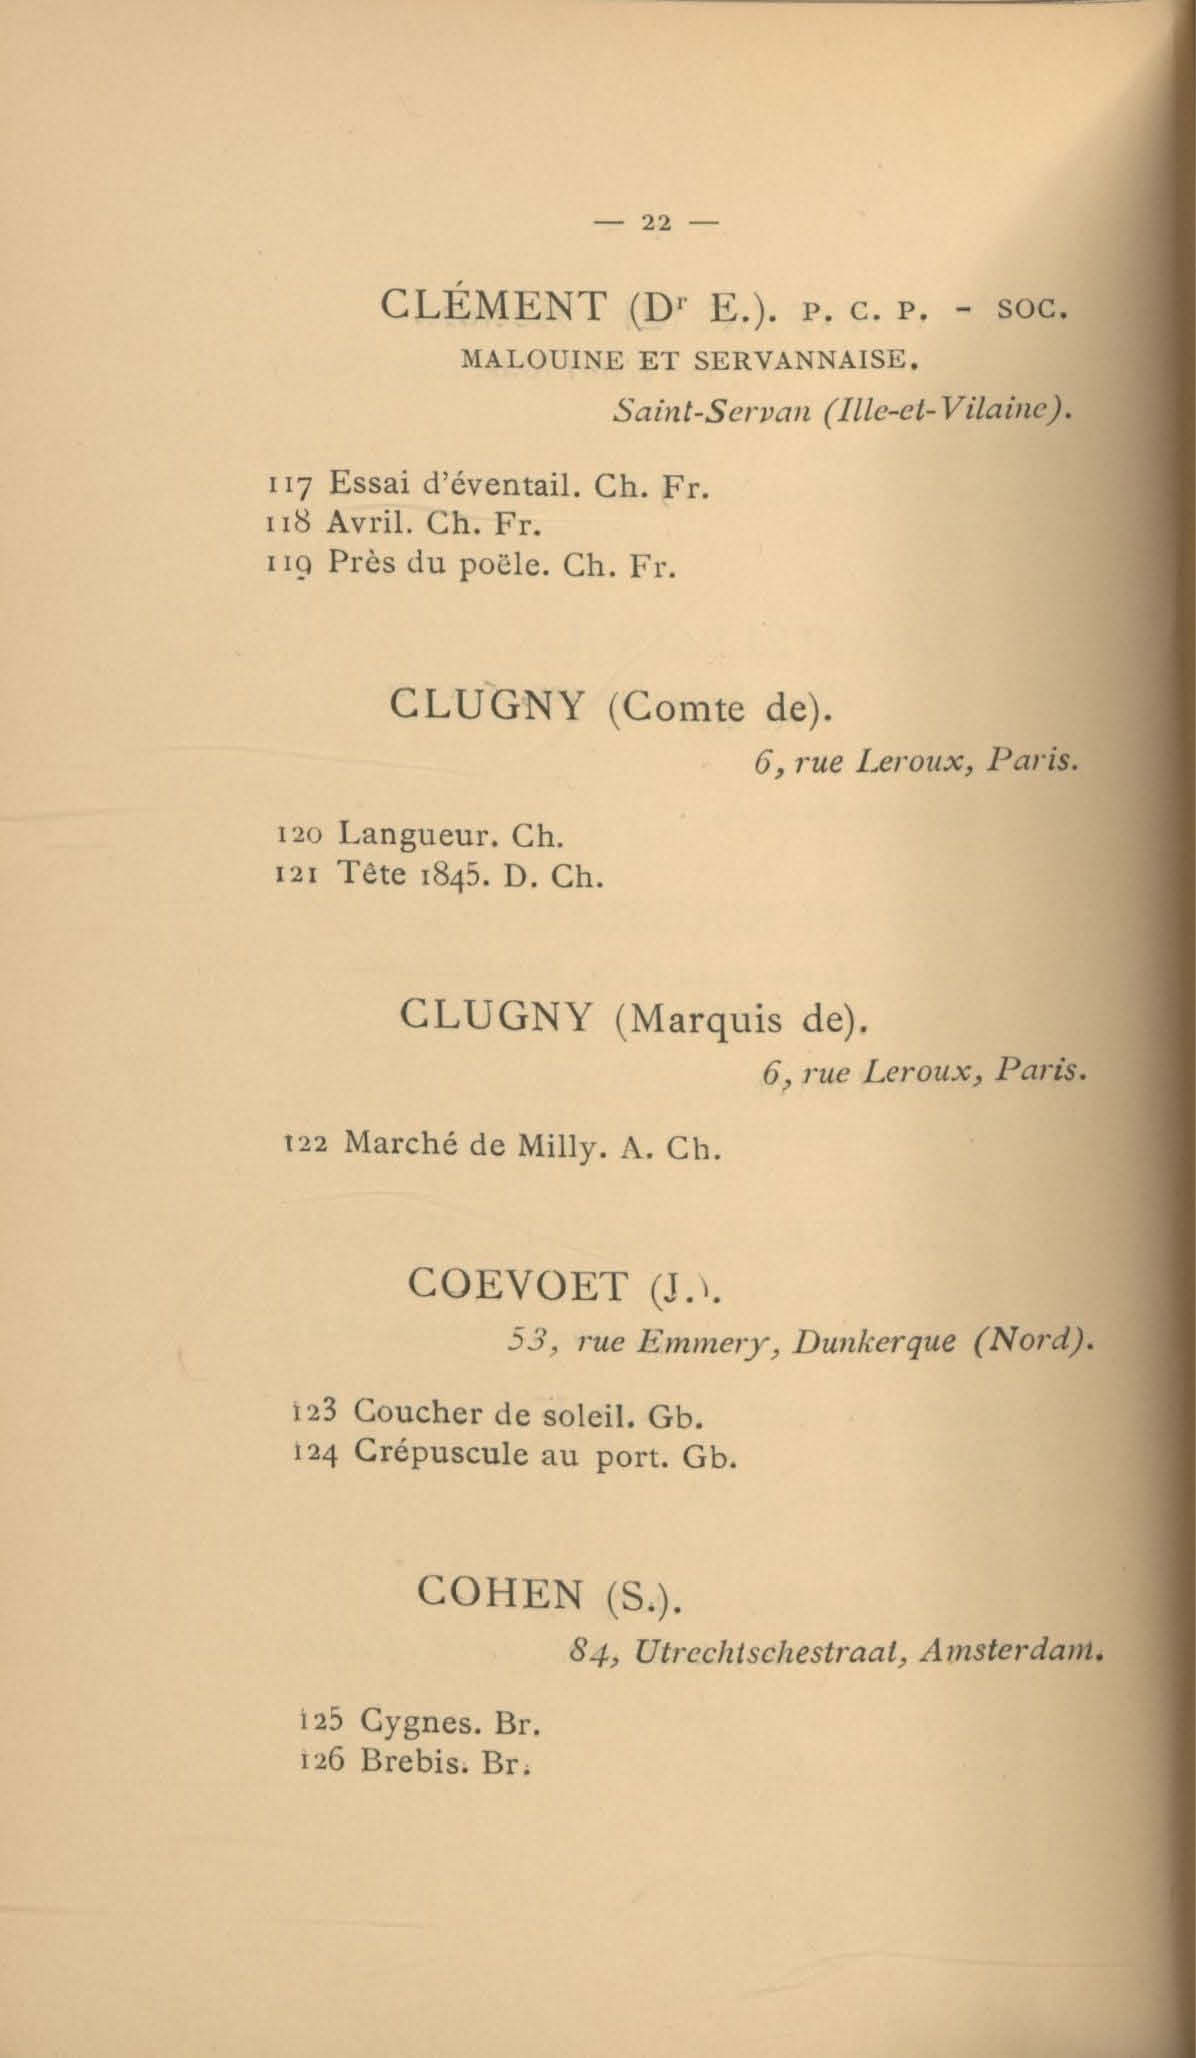 — 22 —
CLÉMENT (Dr E.). P. C. P. - SOC.
MALOUINE ET SERVANNAISE.
Saint-Servan (Ille-et-Vilaine).
117 Essai d'éventail. Ch. Fr.
118 Avril. Ch. Fr.
119 Près du poële. Ch. Fr.
CLUGNY (Comte de).
6, rue Leroux, Paris.
120 Langueur. Ch.
121 Tête 1845. D. Ch.
CLUGNY (Marquis de).
6, rue Leroux, Paris.
122 Marché de Milly. A. Ch.
COEVOET (J.).
53, rue Emmery, Dunkerque (Nord).
123 Coucher de soleil. Gb.
124 Crépuscule au port. Gb.
COHEN (S.).
84, Utrechtschestraat, Amsterdam.
125 Cygnes. Br.
126 Brebis. Br.